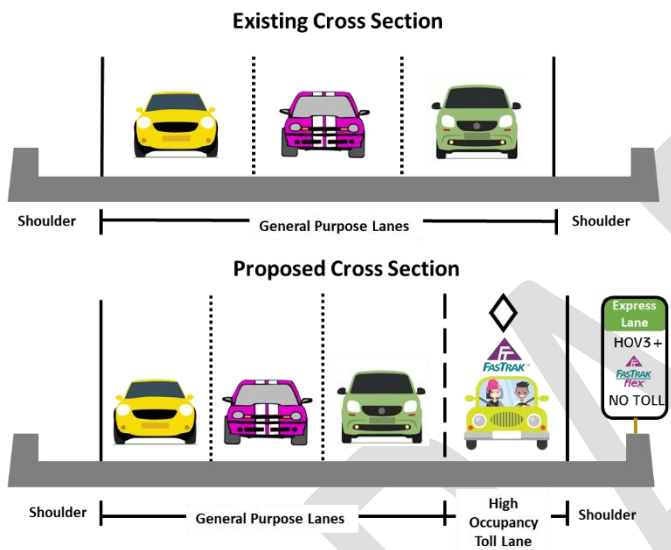 Existing Cross Section
Shoulder
General Purpose Lanes
Shoulder
Proposed Cross Section
FASTRAK™
Express
Lane
HOV3+
FASTRAK
flex®
NO TOLL
Shoulder
General Purpose Lanes
High
Occupancy
Toll Lane
Shoulder